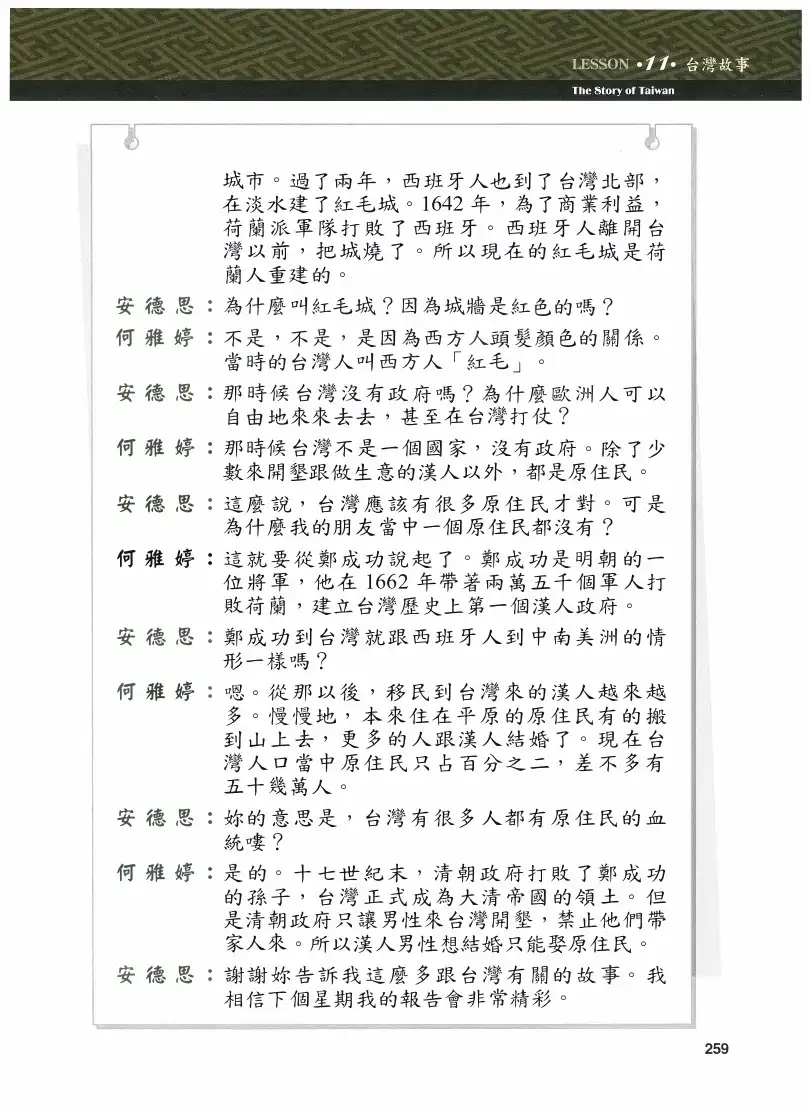 LESSON •11• 台灣故事
The Story of Taiwan
城市。過了兩年，西班牙人也到了台灣北部，
在淡水建了紅毛城。1642 年，為了商業利益，
荷蘭派軍隊打敗了西班牙。西班牙人離開台
灣以前，把城燒了。所以現在的紅毛城是荷
蘭人重建的。
安德思：為什麼叫紅毛城？因為城牆是紅色的嗎？
何雅婷：不是，不是，是因為西方人頭髮顏色的關係。
當時的台灣人叫西方人「紅毛」。
安德思：那時候台灣沒有政府嗎？為什麼歐洲人可以
自由地來來去去，甚至在台灣打仗？
何雅婷：那時候台灣不是一個國家，沒有政府。除了少
數來開墾跟做生意的漢人以外，都是原住民。
安德思：這麼說，台灣應該有很多原住民才對。可是
為什麼我的朋友當中一個原住民都沒有？
何雅婷：這就要從鄭成功說起了。鄭成功是明朝的一
位將軍，他在 1662 年帶著兩萬五千個軍人打
敗荷蘭，建立台灣歷史上第一個漢人政府。
安德思：鄭成功到台灣就跟西班牙人到中南美洲的情
形一樣嗎？
何雅婷：嗯。從那以後，移民到台灣來的漢人越來越
多。慢慢地，本來住在平原的原住民有的搬
到山上去，更多的人跟漢人結婚了。現在台
灣人口當中原住民只占百分之二，差不多有
五十幾萬人。
安德思：妳的意思是，台灣有很多人都有原住民的血
統嘍？
何雅婷：是的。十七世紀末，清朝政府打敗了鄭成功
的孫子，台灣正式成為大清帝國的領土。但
是清朝政府只讓男性來台灣開墾，禁止他們帶
家人來。所以漢人男性想結婚只能娶原住民。
安德思：謝謝妳告訴我這麼多跟台灣有關的故事。我
相信下個星期我的報告會非常精彩。
259